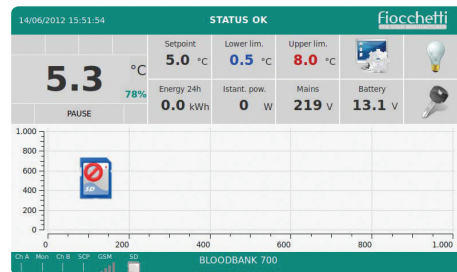 14/06/2012 15:51:54 STATUS OK fiocchetti
5.3 °C
78%
PAUSE
Setpoint
5.0 °C
Lower lim.
0.5 °C
Upper lim.
8.0 °C
Energy 24h
0.0 kWh
Istant. pow.
0 W
Mains
219 V
Battery
13.1 V
1.000
800
600
400
200
0
SD
0 200 400 600 800 1.000
Ch A Mon Ch B SCP GSM SD
BLOODBANK 700